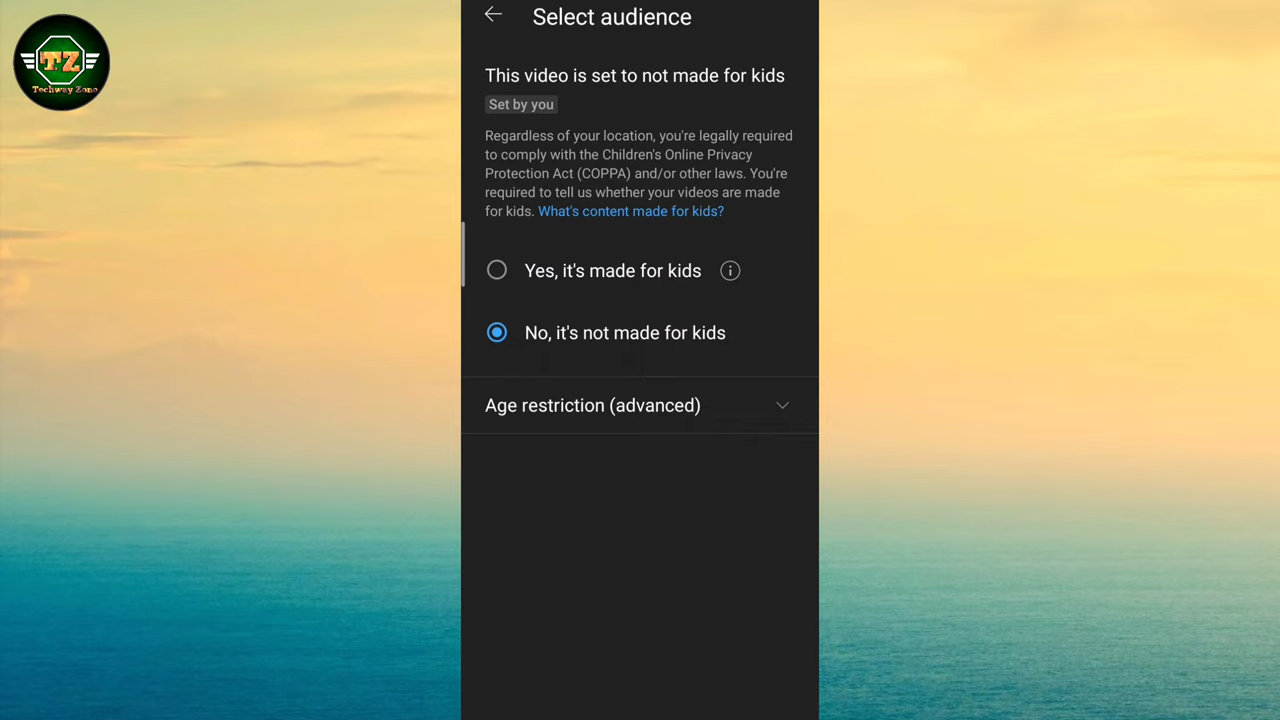 TZ
Techway Zone
Select audience
This video is set to not made for kids
Set by you
Regardless of your location, you're legally required
to comply with the Children's Online Privacy
Protection Act (COPPA) and/or other laws. You're
required to tell us whether your videos are made
for kids. What's content made for kids?
Yes, it's made for kids
No, it's not made for kids
Age restriction (advanced)